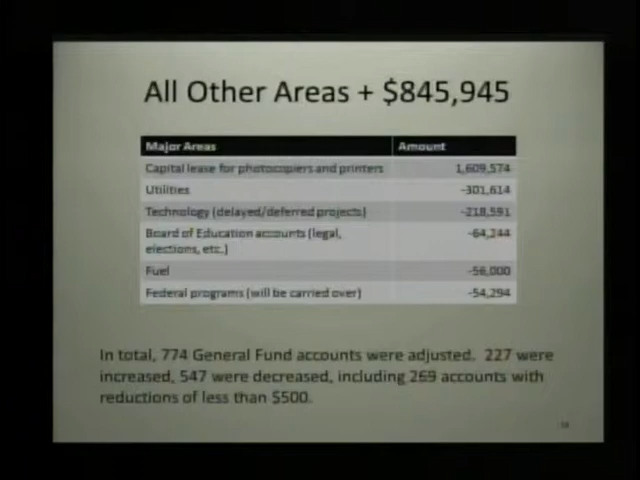 All Other Areas + $845,945
Major Areas Amount
Capital lease for photocopiers and printers 1,609,574
Utilities -301,614
Technology (delayed/deferred projects) -218,591
Board of Education accounts (legal, -64,244
elections, etc.)
Fuel -56,000
Federal programs (will be carried over) -54,294
In total, 774 General Fund accounts were adjusted. 227 were
increased, 547 were decreased, including 269 accounts with
reductions of less than $500.